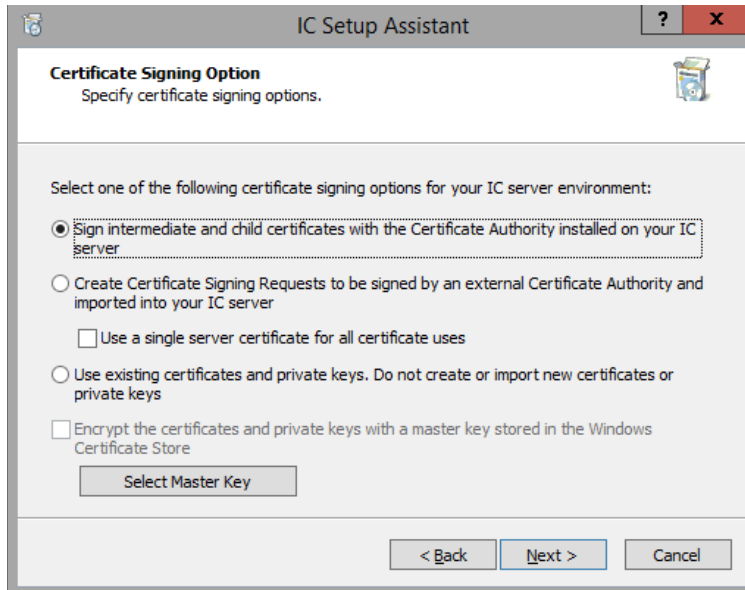 IC Setup Assistant
? x
Certificate Signing Option
Specify certificate signing options.
Select one of the following certificate signing options for your IC server environment:
Sign intermediate and child certificates with the Certificate Authority installed on your IC
server
Create Certificate Signing Requests to be signed by an external Certificate Authority and
imported into your IC server
Use a single server certificate for all certificate uses
Use existing certificates and private keys. Do not create or import new certificates or
private keys
Encrypt the certificates and private keys with a master key stored in the Windows
Certificate Store
Select Master Key
< Back Next > Cancel